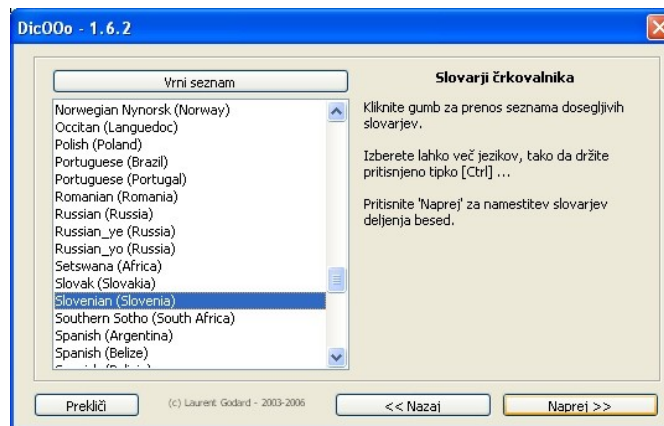 DicOOo - 1.6.2
Vrni seznam
Norwegian Nynorsk (Norway)
Occitan (Languedoc)
Polish (Poland)
Portuguese (Brazil)
Portuguese (Portugal)
Romanian (Romania)
Russian (Russia)
Russian_ye (Russia)
Russian_yo (Russia)
Setswana (Africa)
Slovak (Slovakia)
Slovenian (Slovenia)
Southern Sotho (South Africa)
Spanish (Argentina)
Spanish (Belize)
Slovarji črkovalnika
Kliknite gumb za prenos seznama dosegljivih
slovarjev.
Izberete lahko več jezikov, tako da držite
pritisnjeno tipko [Ctrl] ...
Pritisnite 'Naprej' za namestitev slovarjev
deljenja besed.
Prekliči
(c) Laurent Godard - 2003-2006
<< Nazaj
Naprej >>